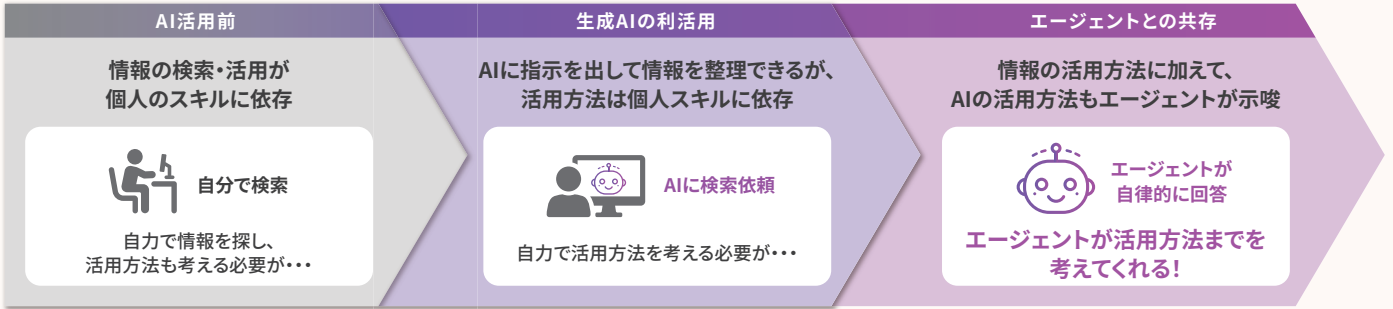 AI活用前
情報の検索・活用が
個人のスキルに依存
自分で検索
自力で情報を探し、
活用方法も考える必要が・・・
生成AIの利活用
AIに指示を出して情報を整理できるが、
活用方法は個人スキルに依存
AIに検索依頼
自力で活用方法を考える必要が・・・
エージェントとの共存
情報の活用方法に加えて、
AIの活用方法もエージェントが示唆
エージェントが
自律的に回答
エージェントが活用方法までを
考えてくれる!